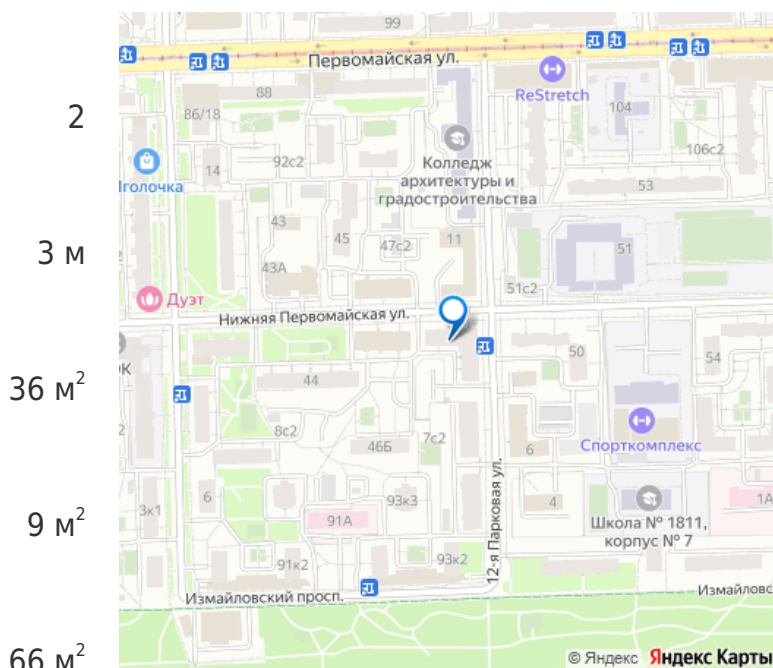 99
Первомайская ул.
88
ReStretch
2
86/18
104
Колледж
архитектуры и
градостроительства
106с2
92с2
14
Иголочка
53
43
45
47с2
11
51
3 м
43А
51с2
Дуэт
Нижняя Первомайская ул.
50
54
36 м²
44
8с2
46Б
7с2
6
Спорткомплекс
12-я Парковая ул.
6
3к1
93к3
4
1А
9 м²
91А
Школа № 1811,
корпус № 7
91к2
93к2
Измайловский просп.
Измайловс
66 м²
© Яндекс Яндекс Карты